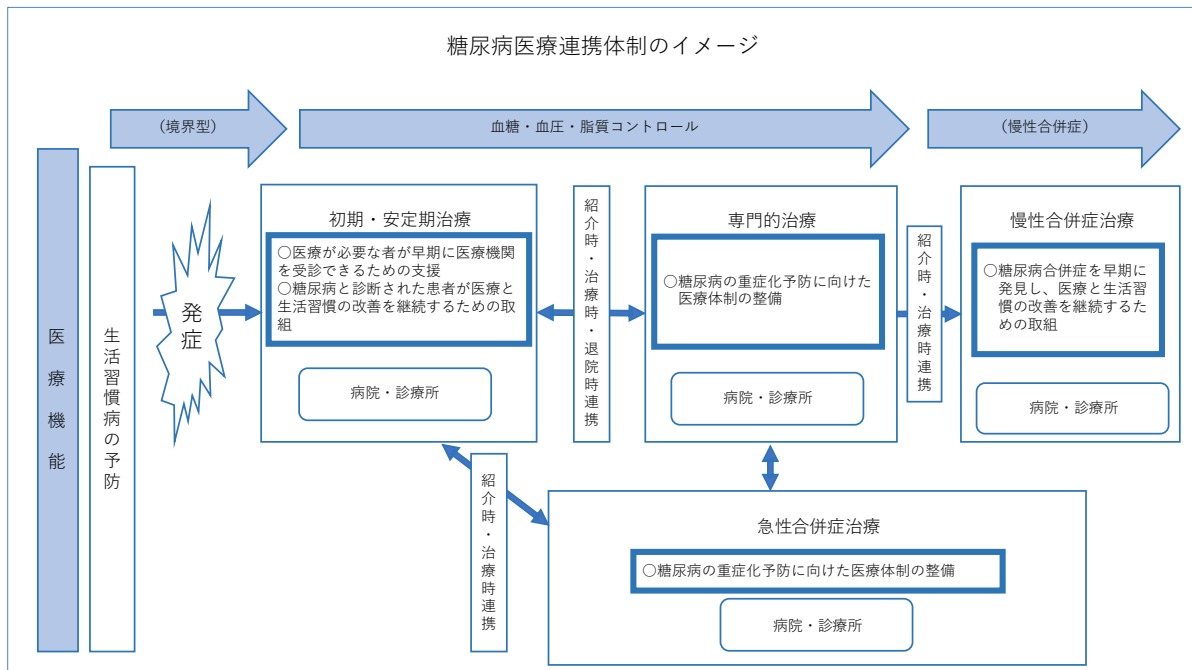 糖尿病医療連携体制のイメージ
（境界型）
血糖・血圧・脂質コントロール
（慢性合併症）
医療機能
生活習慣病の予防
発症
初期・安定期治療
○医療が必要な者が早期に医療機関
を受診できるための支援
○糖尿病と診断された患者が医療と
生活習慣の改善を継続するための取
組
病院・診療所
紹介時・治療時・退院時連携
専門的治療
○糖尿病の重症化予防に向けた
医療体制の整備
病院・診療所
紹介時・治療時連携
慢性合併症治療
○糖尿病合併症を早期に
発見し、医療と生活習
慣の改善を継続するた
めの取組
病院・診療所
紹介時・治療時連携
急性合併症治療
○糖尿病の重症化予防に向けた医療体制の整備
病院・診療所